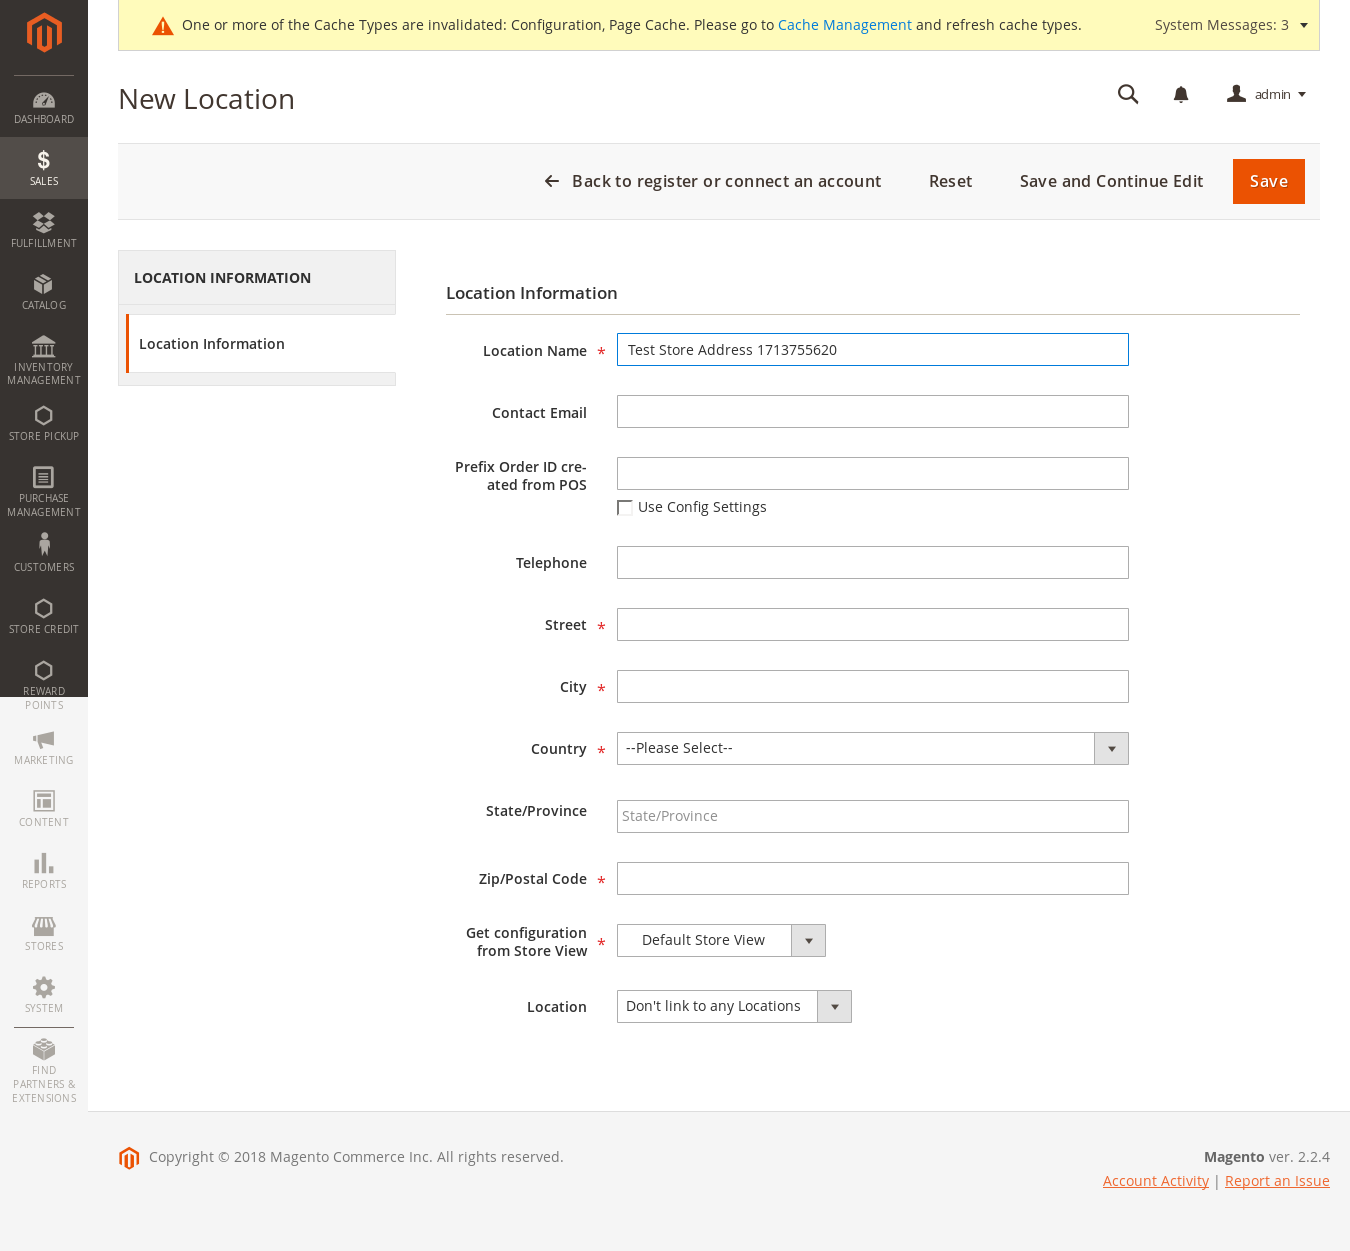 One or more of the Cache Types are invalidated: Configuration, Page Cache. Please go to Cache Management and refresh cache types.
System Messages: 3
New Location
admin
Back to register or connect an account
Reset
Save and Continue Edit
Save
DASHBOARD
SALES
FULFILLMENT
CATALOG
INVENTORY
MANAGEMENT
STORE PICKUP
PURCHASE
MANAGEMENT
CUSTOMERS
STORE CREDIT
REWARD
POINTS
MARKETING
CONTENT
REPORTS
STORES
SYSTEM
FIND
PARTNERS &
EXTENSIONS
LOCATION INFORMATION
Location Information
Location Information
Location Name *
Test Store Address 1713755620
Contact Email
Prefix Order ID cre-
ated from POS
Use Config Settings
Telephone
Street *
City *
Country *
--Please Select--
State/Province
State/Province
Zip/Postal Code *
Get configuration
from Store View *
Default Store View
Location
Don't link to any Locations
Copyright © 2018 Magento Commerce Inc. All rights reserved.
Magento ver. 2.2.4
Account Activity | Report an Issue